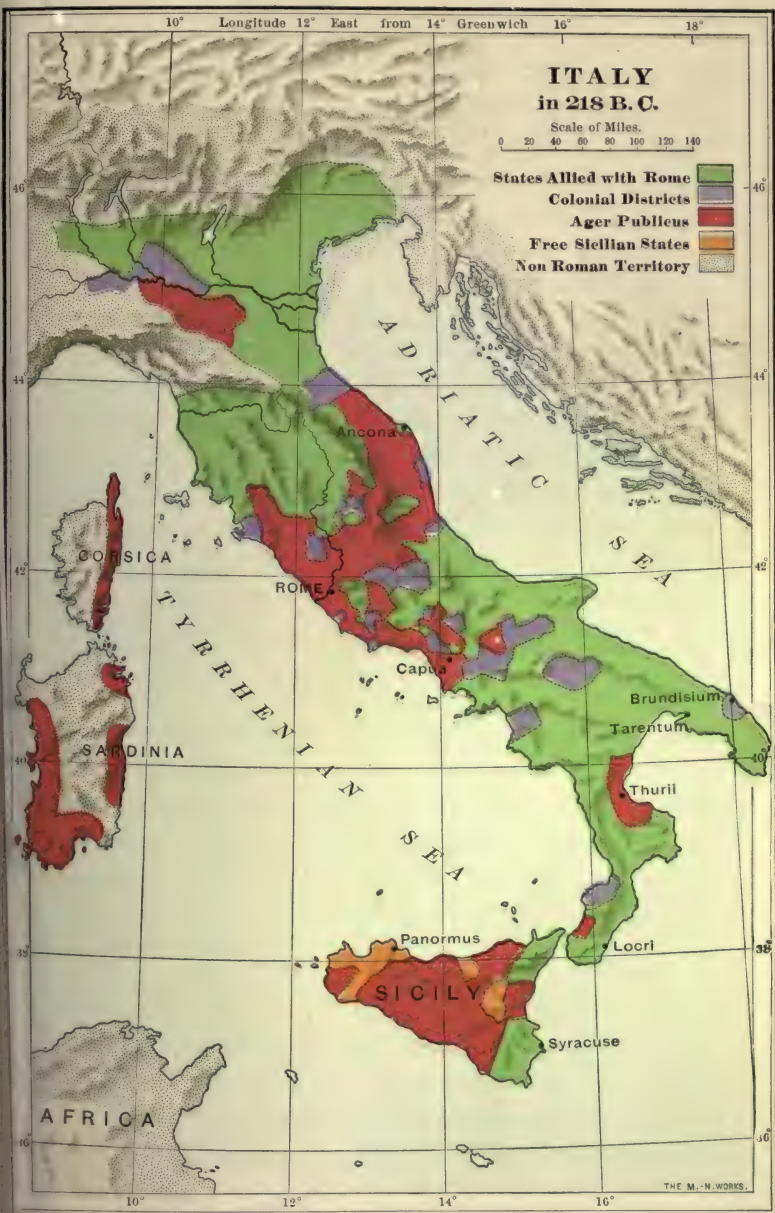 10° Longitude 12° East from 14° Greenwich 16° 18°
ITALY
in 218 B. C.
Scale of Miles.
0 20 40 60 80 100 120 140
States Allied with Rome
Colonial Districts
Ager Publicus
Free Sicilian States
Non Roman Territory
46°
44
44
ADRIATIC
SEA
Ancona
CORSICA
42°
42°
ROME
TYRRHENIAN
SEA
Capua
Brundisium
Tarentum
SARDINIA
40
40°
Thurii
Panormus
Locri
38°
38°
SICILY
Syracuse
AFRICA
36°
36°
THE M.-N. WORKS.
10° 12° 14° 16°